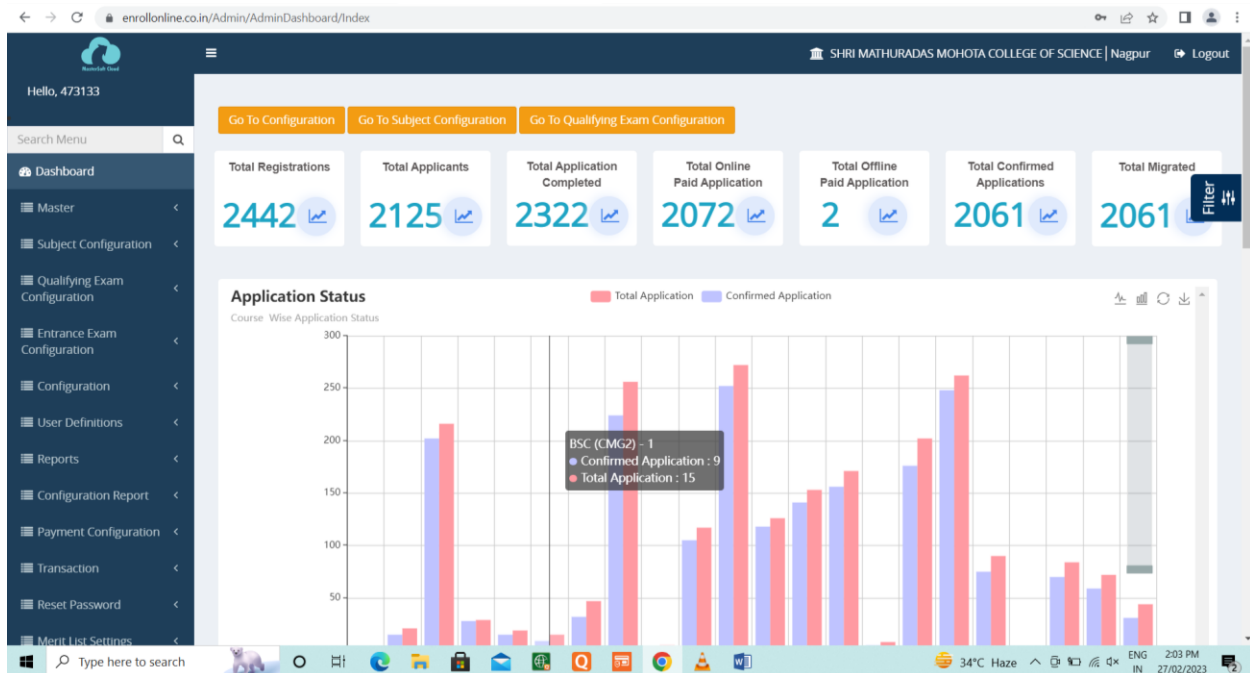 enrollonline.co.in/Admin/AdminDashboard/Index
MasterSoft Cloud
SHRI MATHURADAS MOHOTA COLLEGE OF SCIENCE | Nagpur
Logout
Hello, 473133
Search Menu
Dashboard
Master
Subject Configuration
Qualifying Exam
Configuration
Entrance Exam
Configuration
Configuration
User Definitions
Reports
Configuration Report
Payment Configuration
Transaction
Reset Password
Merit List Settings
Go To Configuration
Go To Subject Configuration
Go To Qualifying Exam Configuration
Total Registrations
2442
Total Applicants
2125
Total Application
Completed
2322
Total Online
Paid Application
2072
Total Offline
Paid Application
2
Total Confirmed
Applications
2061
Total Migrated
2061
Filter
Application Status
Course Wise Application Status
Total Application
Confirmed Application
300
250
200
150
100
50
BSC (CMG2) - 1
Confirmed Application : 9
Total Application : 15
Type here to search
34°C Haze
ENG
IN
2:03 PM
27/02/2023
2